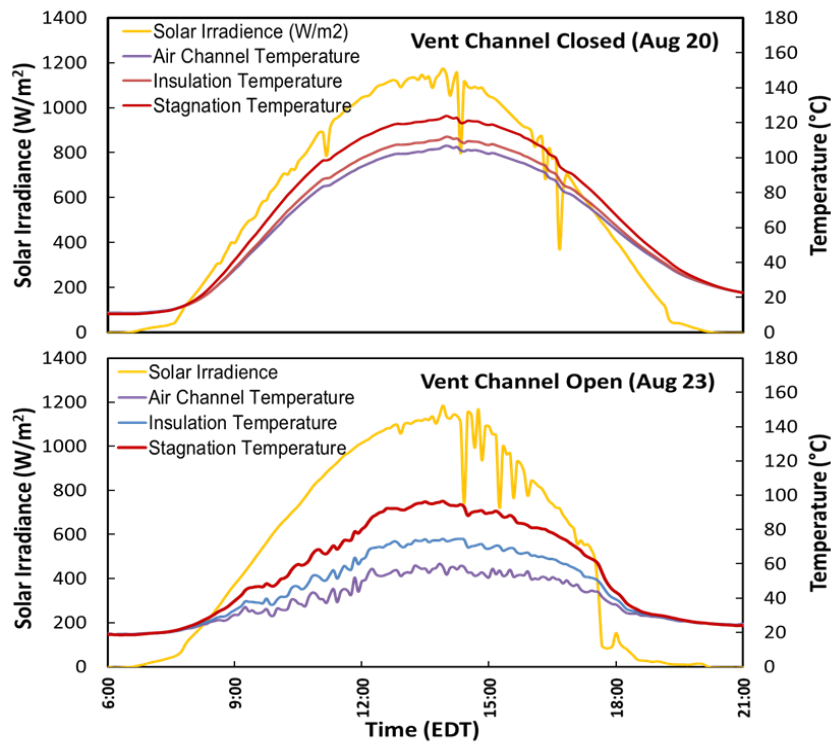 Vent Channel Closed (Aug 20)
Solar Irradience (W/m2)
Air Channel Temperature
Insulation Temperature
Stagnation Temperature
Solar Irradiance (W/m²)
1400
1200
1000
800
600
400
200
0
180
160
140
120
100
80
60
40
20
0
Temperature (°C)
Vent Channel Open (Aug 23)
Solar Irradience
Air Channel Temperature
Insulation Temperature
Stagnation Temperature
Solar Irradiance (W/m²)
1400
1200
1000
800
600
400
200
0
180
160
140
120
100
80
60
40
20
0
Temperature (°C)
6:00
9:00
12:00
15:00
18:00
21:00
Time (EDT)